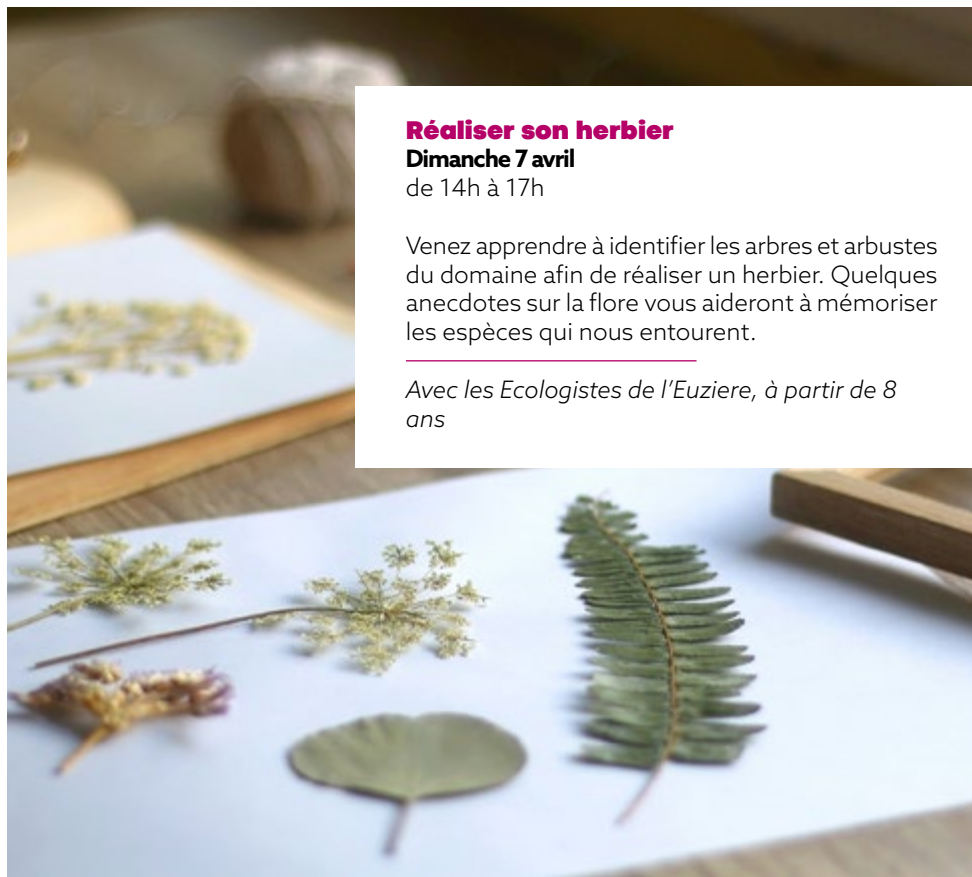 Réaliser son herbier
Dimanche 7 avril
de 14h à 17h
Venez apprendre à identifier les arbres et arbustes
du domaine afin de réaliser un herbier. Quelques
anecdotes sur la flore vous aideront à mémoriser
les espèces qui nous entourent.
Avec les Ecologistes de l'Euziere, à partir de 8
ans